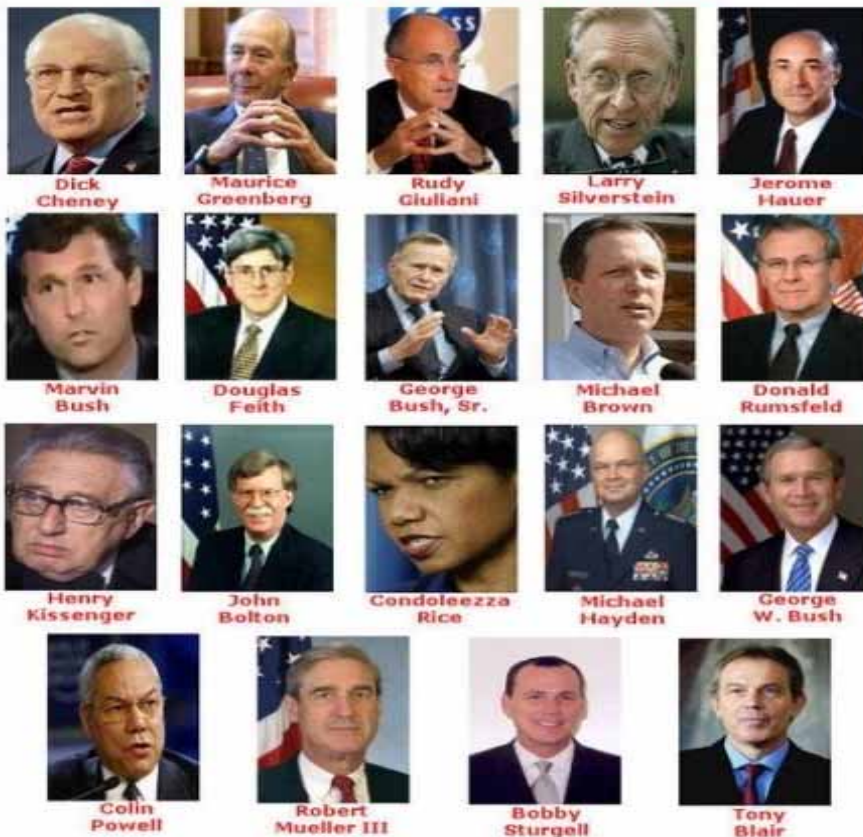 Dick
Cheney
Maurice
Greenberg
Rudy
Giuliani
Larry
Silverstein
Jerome
Hauer
Marvin
Bush
Douglas
Feith
George
Bush, Sr.
Michael
Brown
Donald
Rumsfeld
Henry
Kissenger
John
Bolton
Condoleezza
Rice
Michael
Hayden
George
W. Bush
Colin
Powell
Robert
Mueller III
Bobby
Sturgell
Tony
Blair